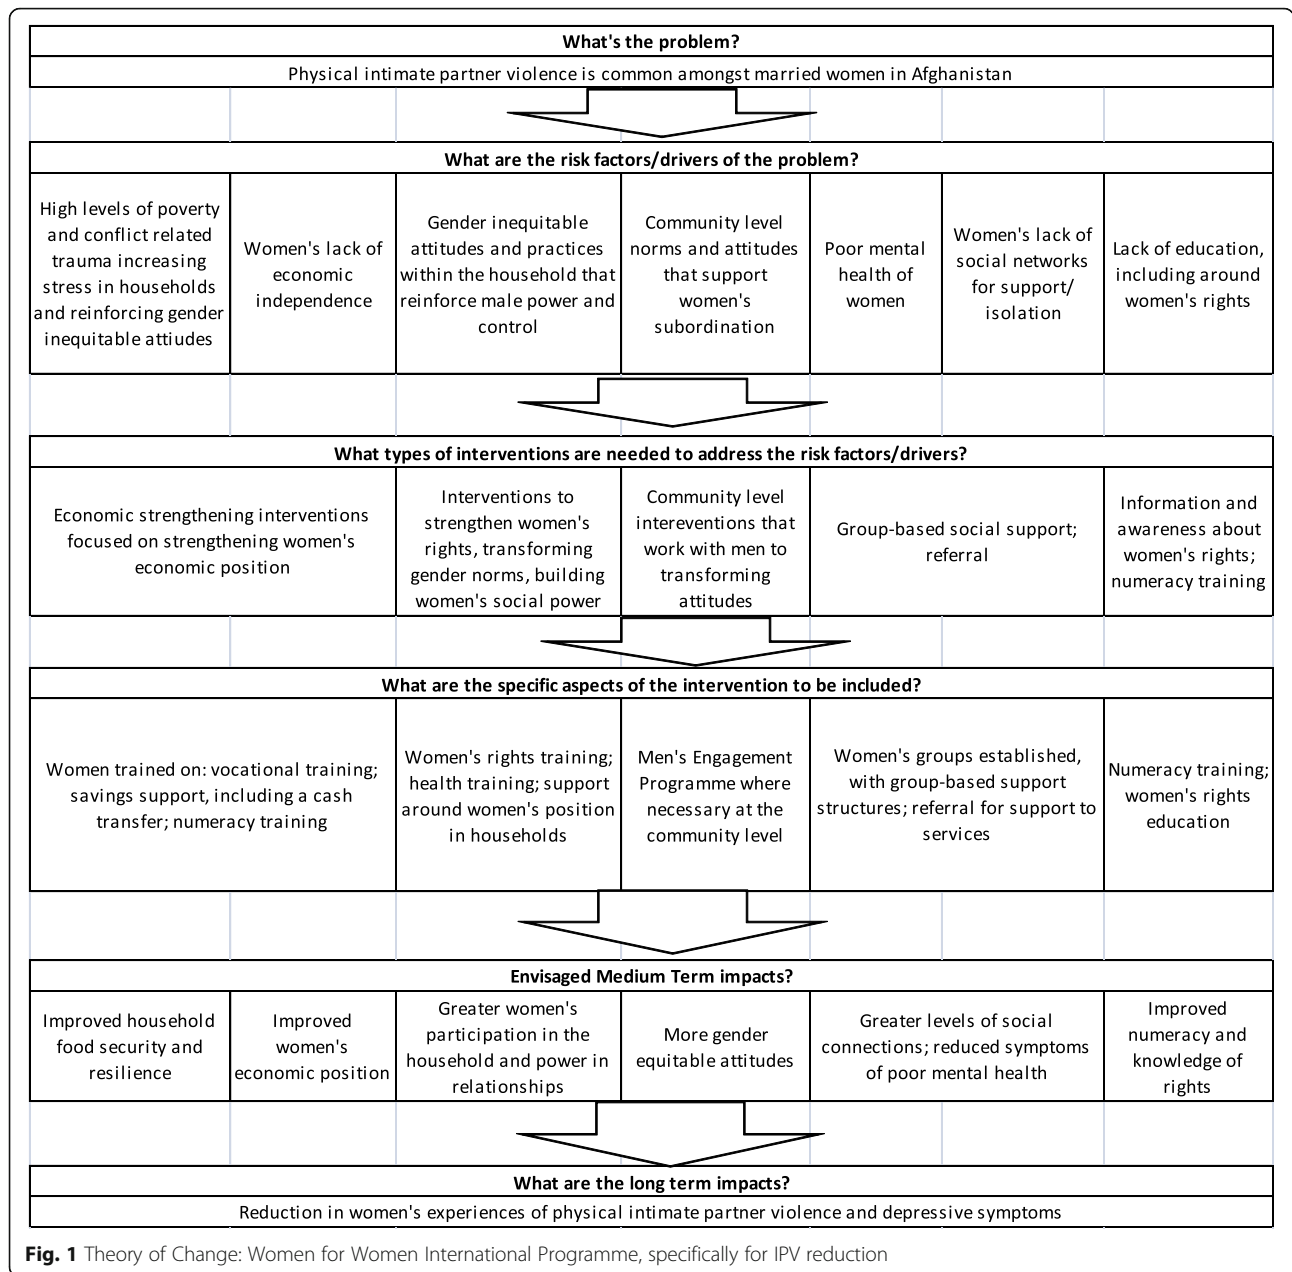 What's the problem?
Physical intimate partner violence is common amongst married women in Afghanistan
What are the risk factors/drivers of the problem?
High levels of poverty
and conflict related
trauma increasing
stress in households
and reinforcing gender
inequitable attiudes
Women's lack of
economic
independence
Gender inequitable
attitudes and practices
within the household that
reinforce male power and
control
Community level
norms and attitudes
that support
women's
subordination
Poor mental
health of
women
Women's lack of
social networks
for support/
isolation
Lack of education,
including around
women's rights
What types of interventions are needed to address the risk factors/drivers?
Economic strengthening interventions
focused on strengthening women's
economic position
Interventions to
strengthen women's
rights, transforming
gender norms, building
women's social power
Community level
intereventions that
work with men to
transforming
attitudes
Group-based social support;
referral
Information and
awareness about
women's rights;
numeracy training
What are the specific aspects of the intervention to be included?
Women trained on: vocational training;
savings support, including a cash
transfer; numeracy training
Women's rights training;
health training; support
around women's position
in households
Men's Engagement
Programme where
necessary at the
community level
Women's groups established,
with group-based support
structures; referral for support to
services
Numeracy training;
women's rights
education
Envisaged Medium Term impacts?
Improved household
food security and
resilience
Improved
women's
economic position
Greater women's
participation in the
household and power in
relationships
More gender
equitable attitudes
Greater levels of social
connections; reduced symptoms
of poor mental health
Improved
numeracy and
knowledge of
rights
What are the long term impacts?
Reduction in women's experiences of physical intimate partner violence and depressive symptoms
Fig. 1 Theory of Change: Women for Women International Programme, specifically for IPV reduction